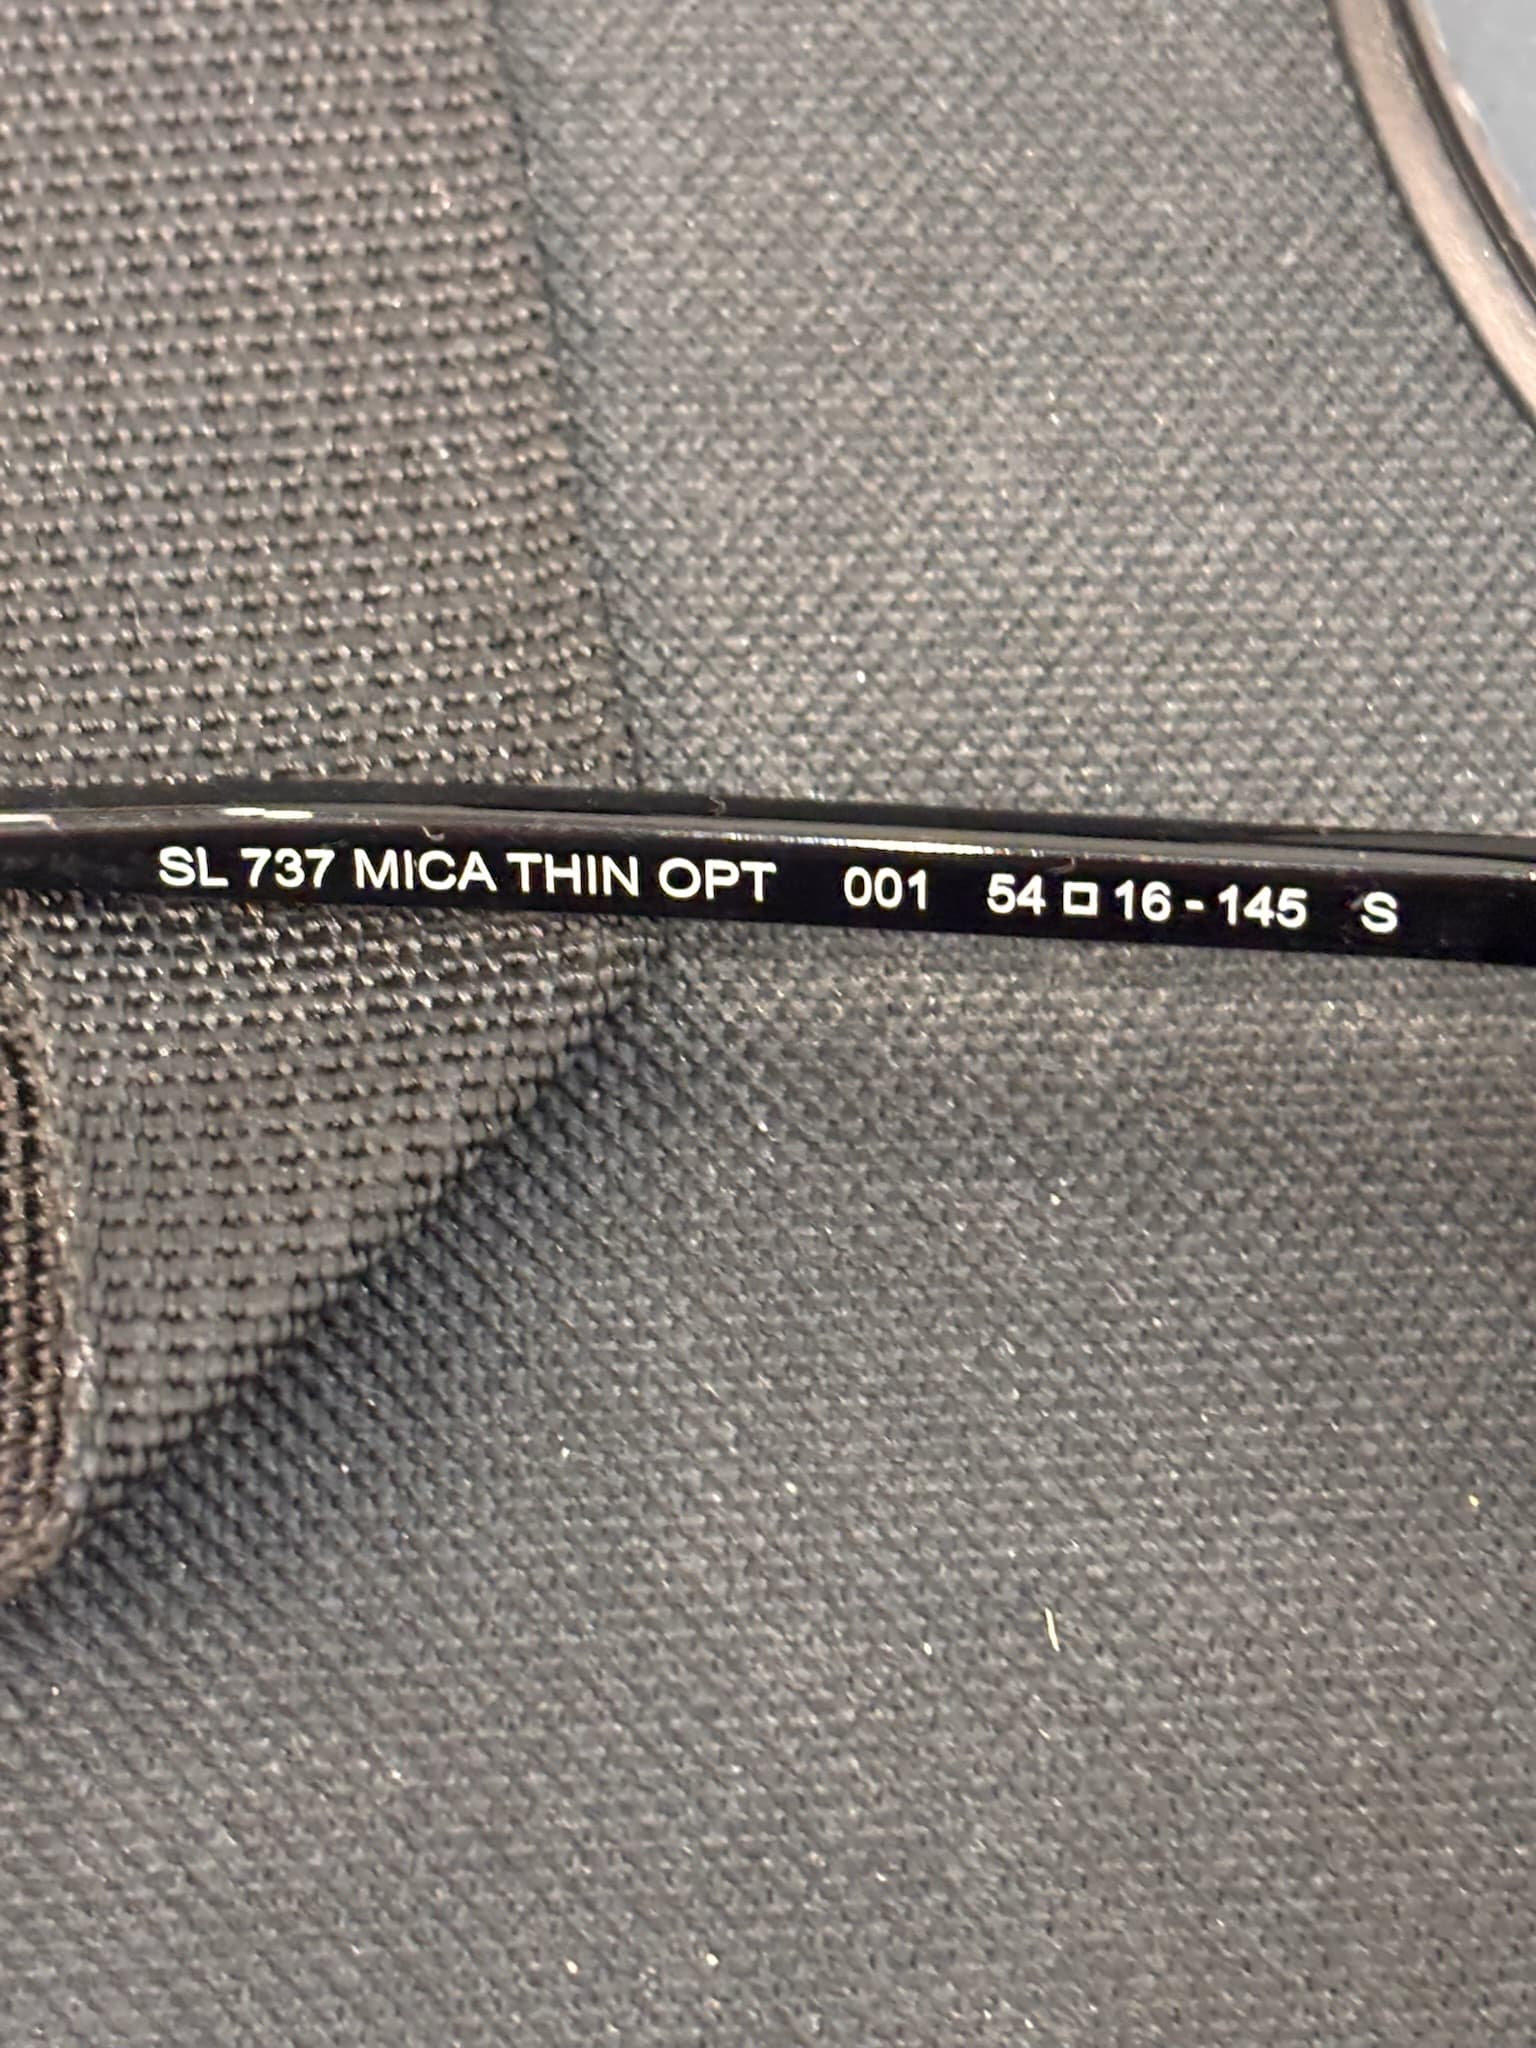 SL 737 MICA THIN OPT 001 54 □ 16 - 145 S